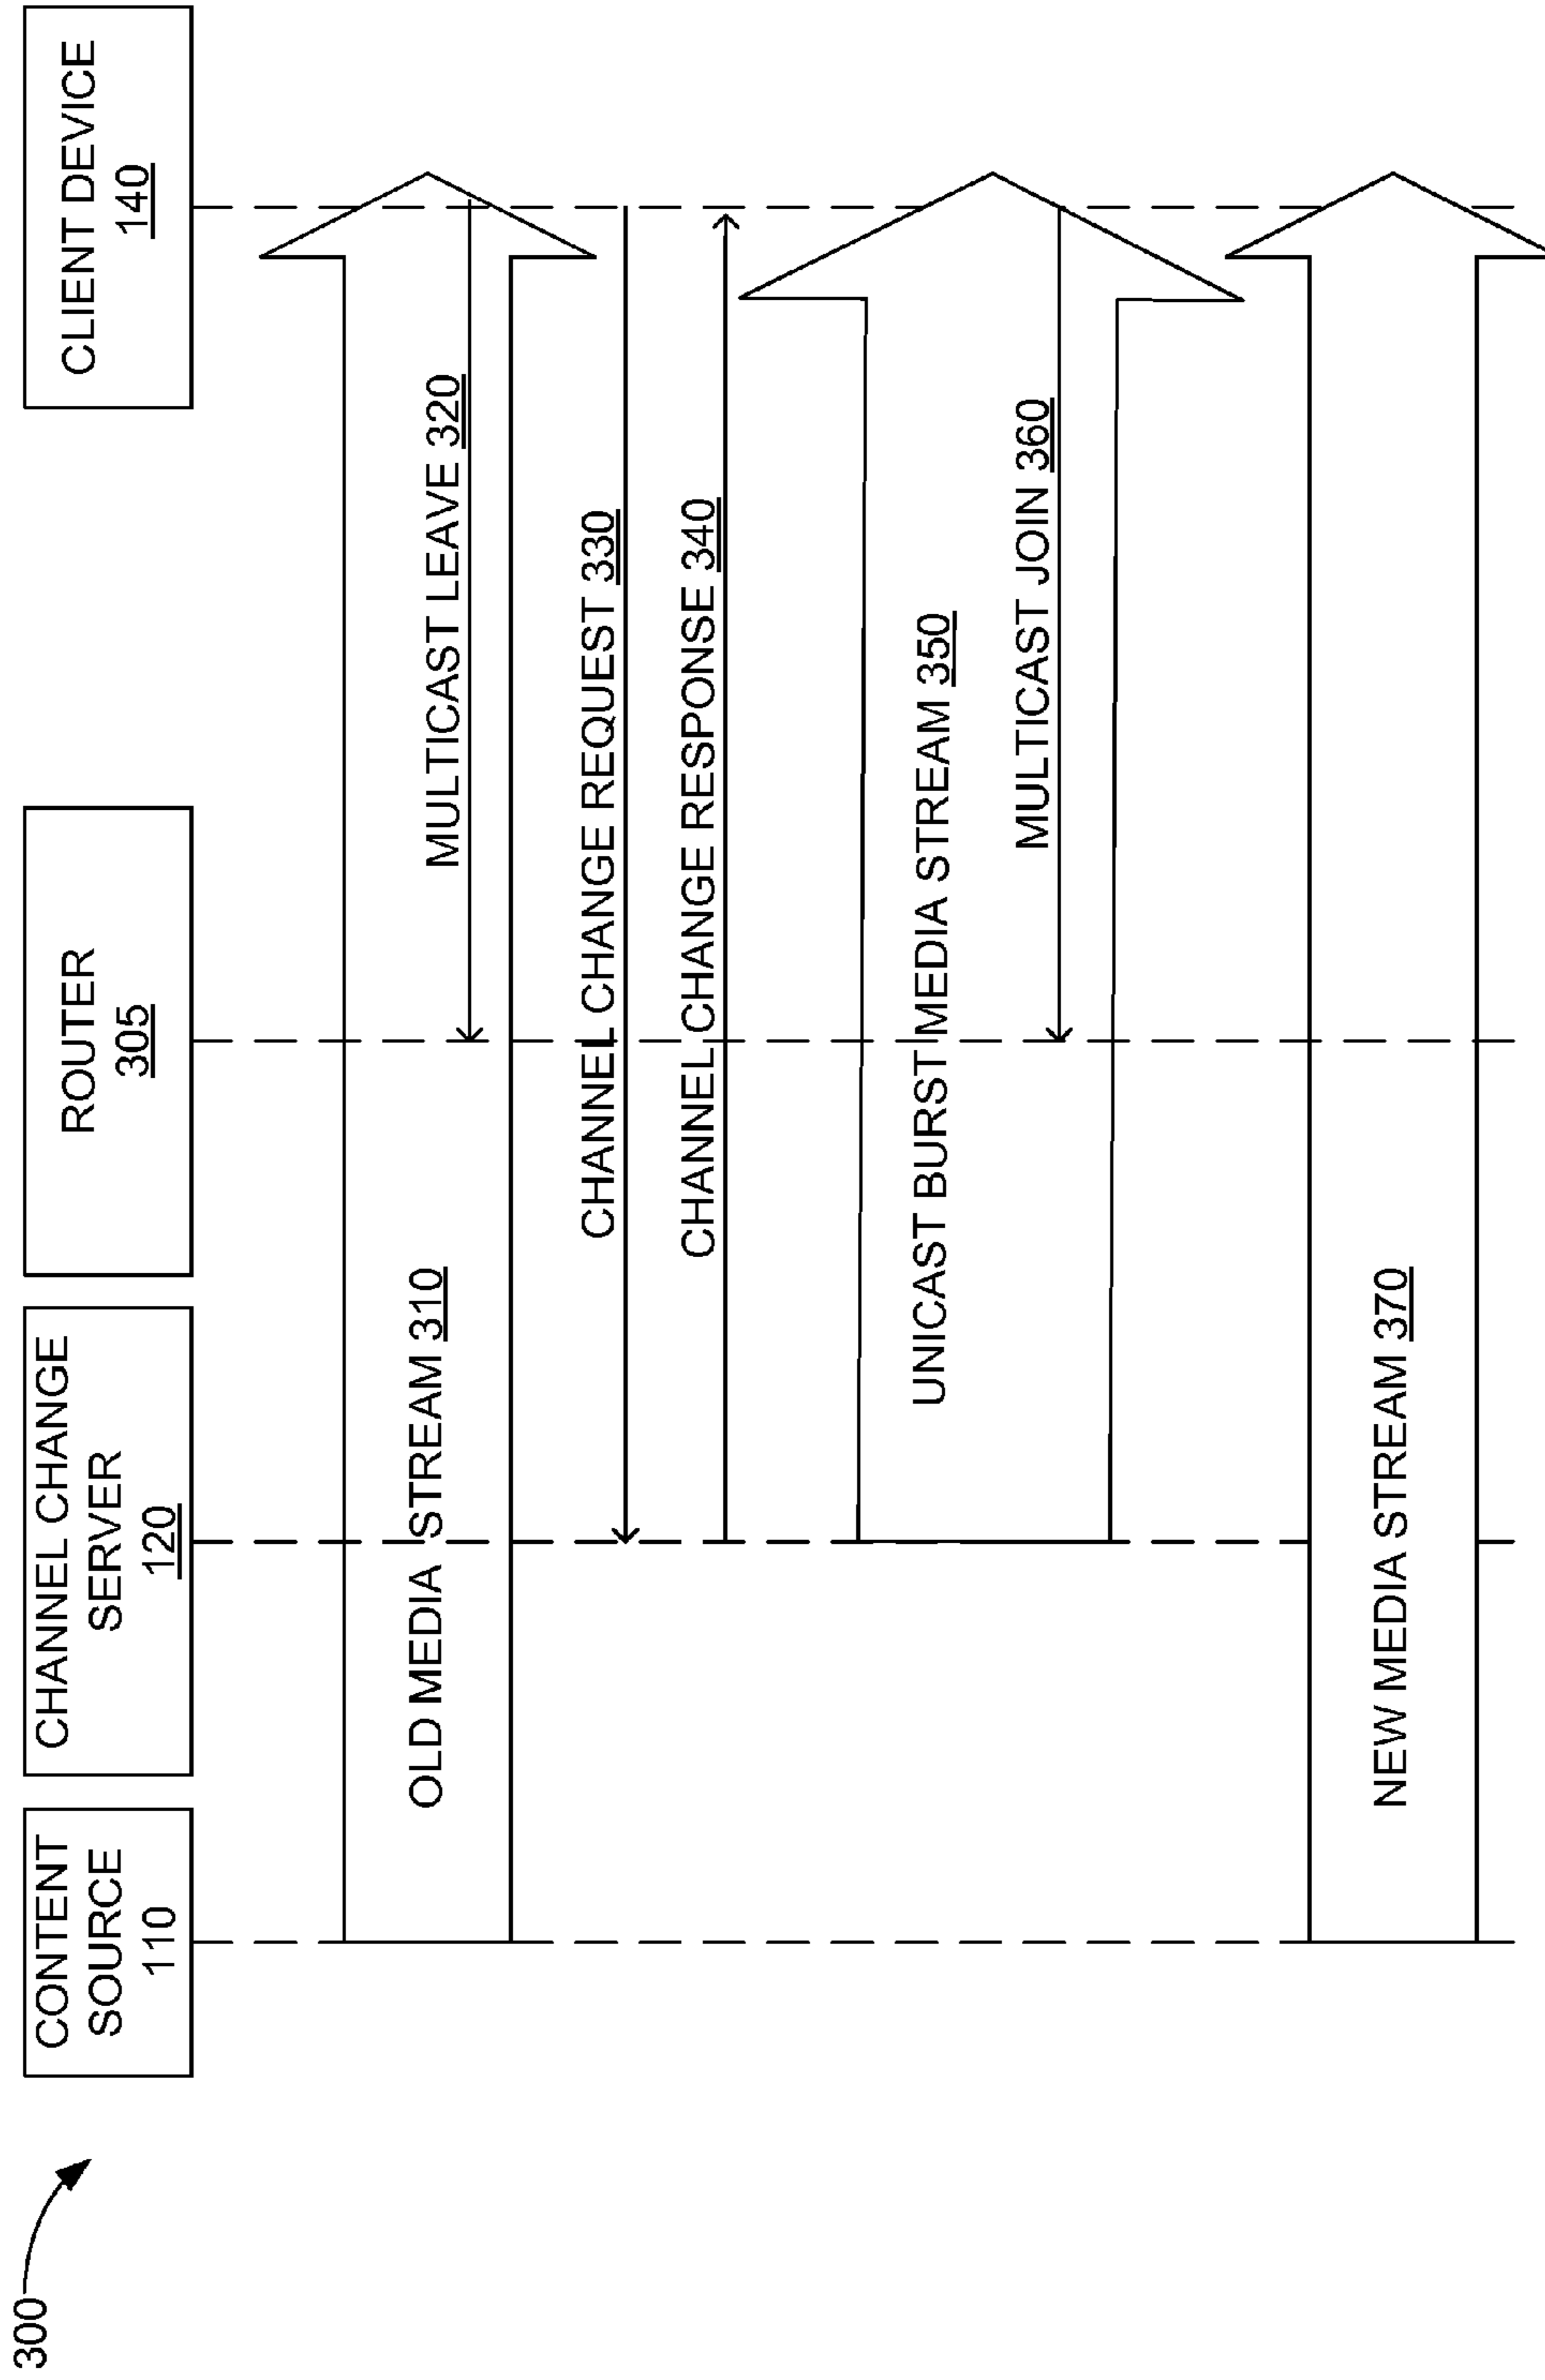 300
CONTENT
SOURCE
110
CHANNEL CHANGE
SERVER
120
ROUTER
305
CLIENT DEVICE
140
OLD MEDIA STREAM 310
MULTICAST LEAVE 320
CHANNEL CHANGE REQUEST 330
CHANNEL CHANGE RESPONSE 340
UNICAST BURST MEDIA STREAM 350
MULTICAST JOIN 360
NEW MEDIA STREAM 370